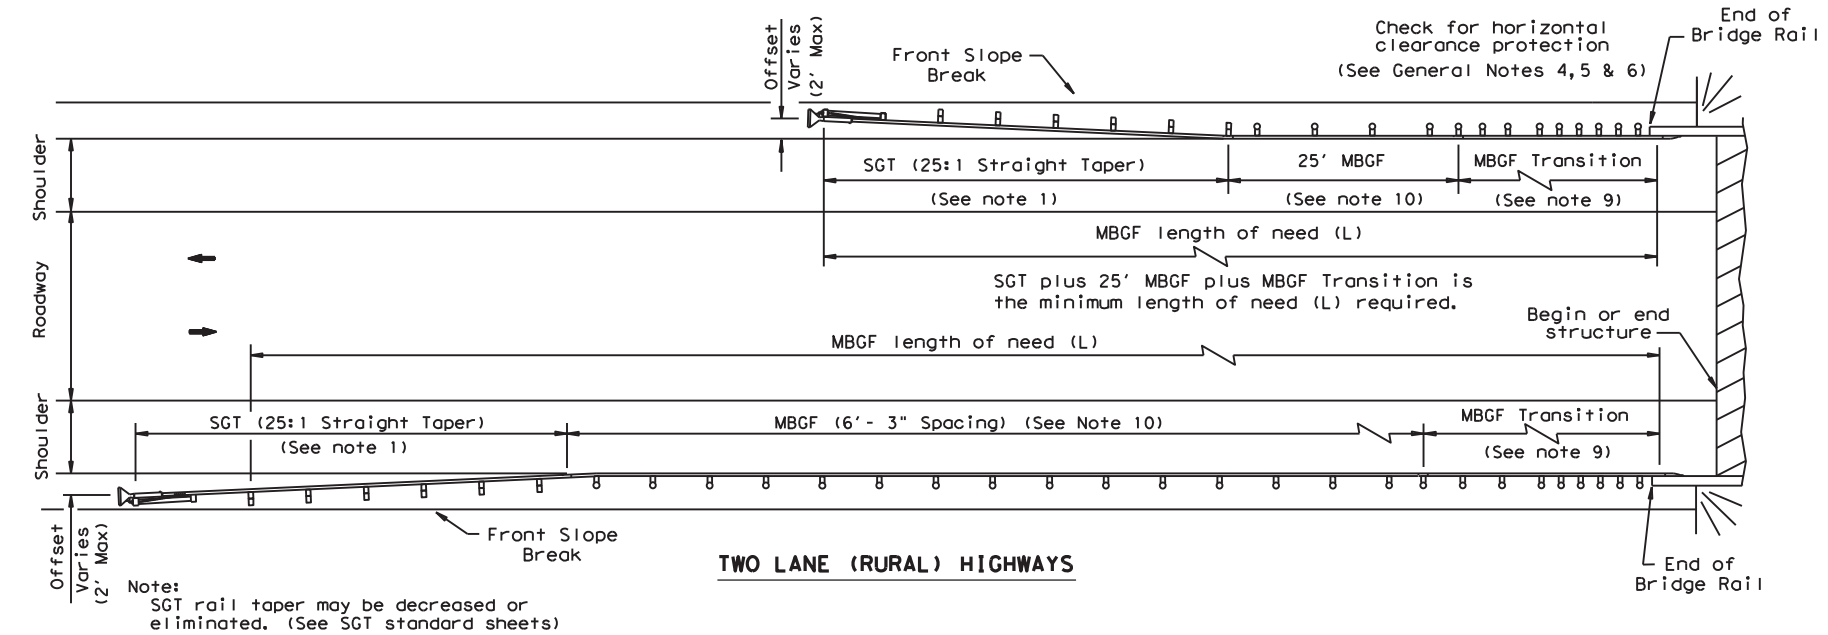 Offset
Varies
(2' Max)
Front Slope
Break
Check for horizontal
clearance protection
(See General Notes 4,5 & 6)
End of
Bridge Rail
Shoulder
SGT (25:1 Straight Taper)
(See note 1)
25' MBGF
(See note 10)
MBGF Transition
(See note 9)
MBGF length of need (L)
SGT plus 25' MBGF plus MBGF Transition is
the minimum length of need (L) required.
Roadway
Begin or end
structure
MBGF length of need (L)
Shoulder
SGT (25:1 Straight Taper)
(See note 1)
MBGF (6'- 3" Spacing) (See Note 10)
MBGF Transition
(See note 9)
Offset
Varies
(2' Max)
Front Slope
Break
End of
Bridge Rail
TWO LANE (RURAL) HIGHWAYS
Note:
SGT rail taper may be decreased or
eliminated. (See SGT standard sheets)